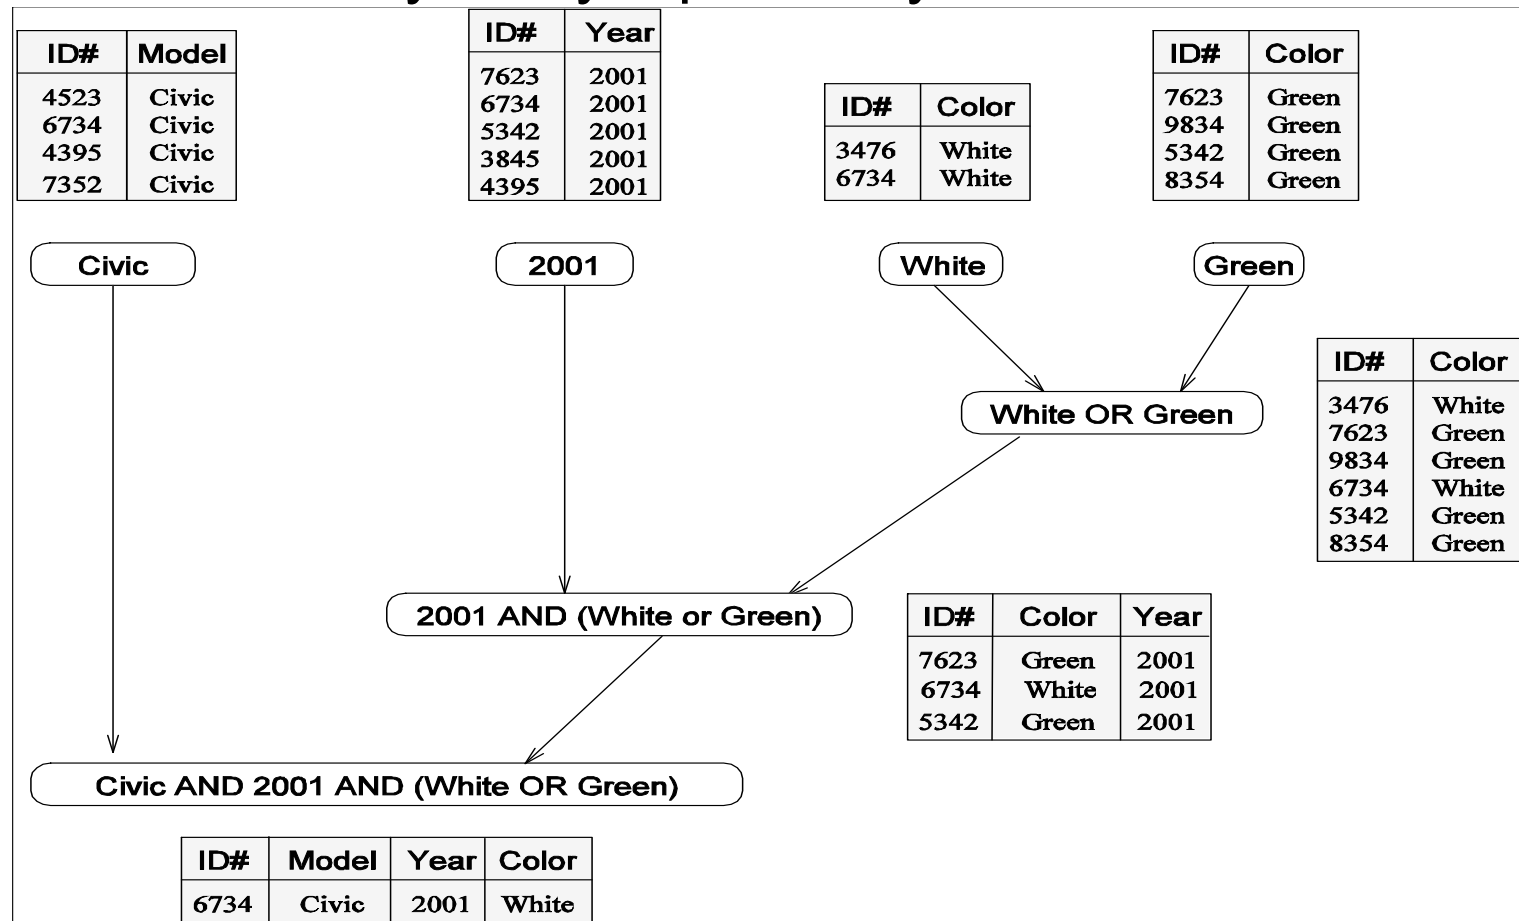 ID# Model
4523 Civic
6734 Civic
4395 Civic
7352 Civic
ID# Year
7623 2001
6734 2001
5342 2001
3845 2001
4395 2001
ID# Color
3476 White
6734 White
ID# Color
7623 Green
9834 Green
5342 Green
8354 Green
Civic
2001
White
Green
White OR Green
ID# Color
3476 White
7623 Green
9834 Green
6734 White
5342 Green
8354 Green
2001 AND (White or Green)
ID# Color Year
7623 Green 2001
6734 White 2001
5342 Green 2001
Civic AND 2001 AND (White OR Green)
ID# Model Year Color
6734 Civic 2001 White